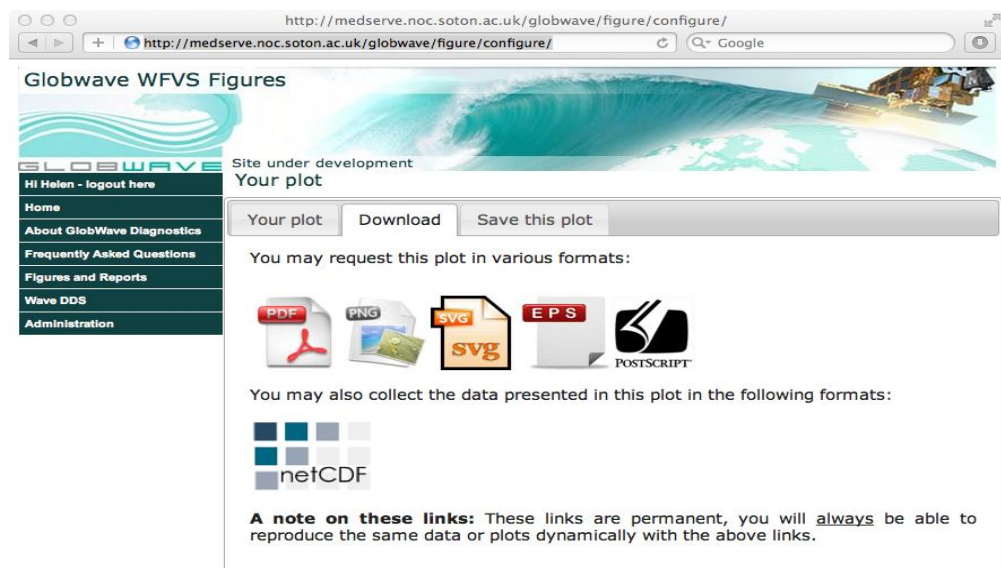 http://medserve.noc.soton.ac.uk/globwave/figure/configure/
http://medserve.noc.soton.ac.uk/globwave/figure/configure/
Google
Globwave WFVS Figures
GLOBWAVE
Site under development
Your plot
Hi Helen - logout here
Home
About GlobWave Diagnostics
Frequently Asked Questions
Figures and Reports
Wave DDS
Administration
Your plot
Download
Save this plot
You may request this plot in various formats:
PDF
PNG
SVG
svg
EPS
POSTSCRIPT
You may also collect the data presented in this plot in the following formats:
netCDF
A note on these links: These links are permanent, you will always be able to
reproduce the same data or plots dynamically with the above links.